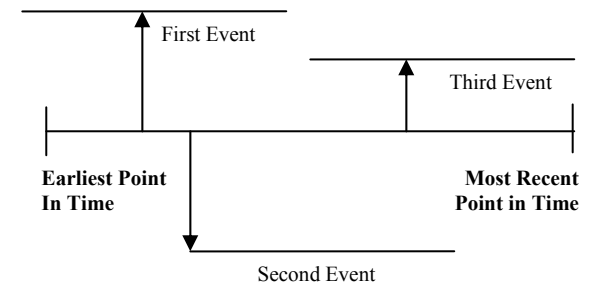 First Event
Third Event
Earliest Point
In Time
Most Recent
Point in Time
Second Event